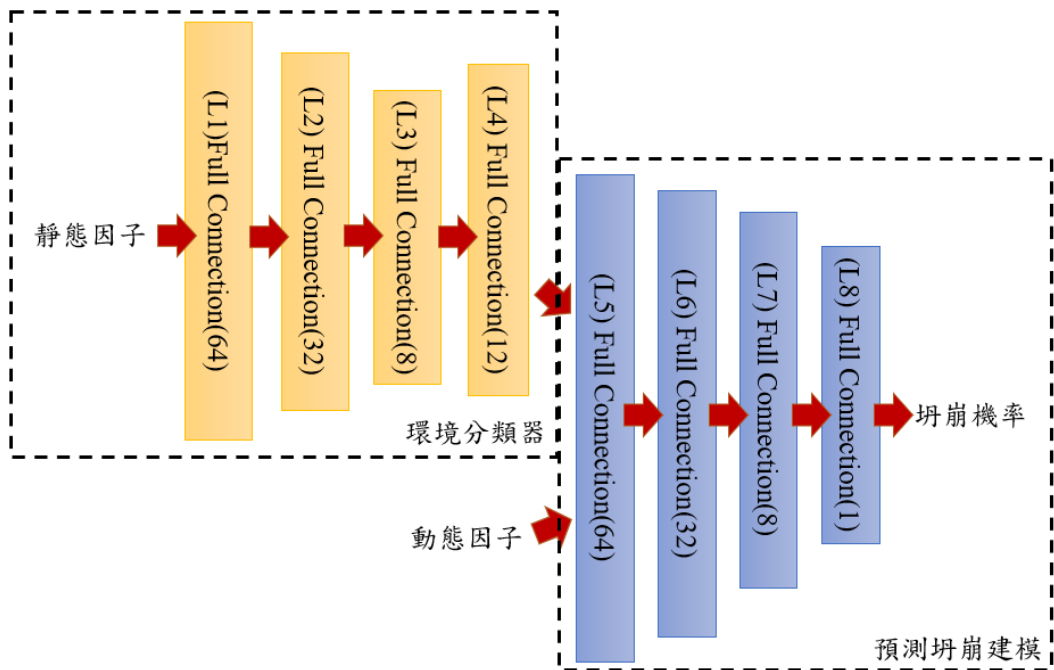 靜態因子
(L1)Full Connection(64)
(L2) Full Connection(32)
(L3) Full Connection(8)
(L4) Full Connection(12)
環境分類器
動態因子
(L5) Full Connection(64)
(L6) Full Connection(32)
(L7) Full Connection(8)
(L8) Full Connection(1)
坍崩機率
預測坍崩建模